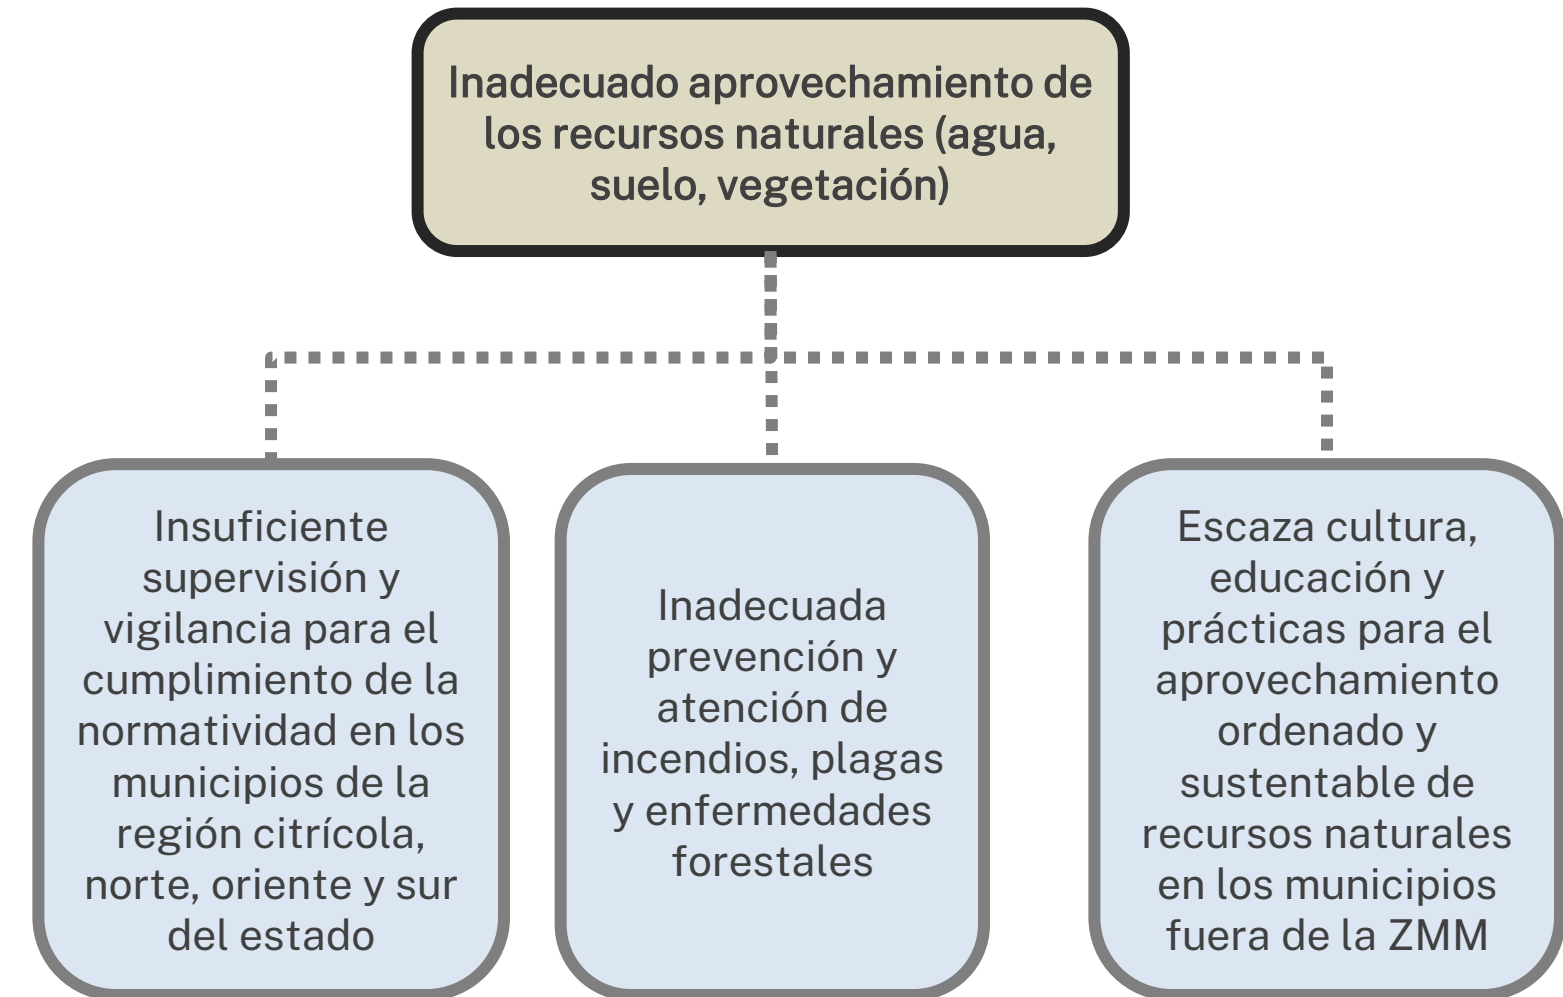 Inadecuado aprovechamiento de
los recursos naturales (agua,
suelo, vegetación)
Insuficiente
supervisión y
vigilancia para el
cumplimiento de la
normatividad en los
municipios de la
región citrícola,
norte, oriente y sur
del estado
Inadecuada
prevención y
atención de
incendios, plagas
y enfermedades
forestales
Escaza cultura,
educación y
prácticas para el
aprovechamiento
ordenado y
sustentable de
recursos naturales
en los municipios
fuera de la ZMM